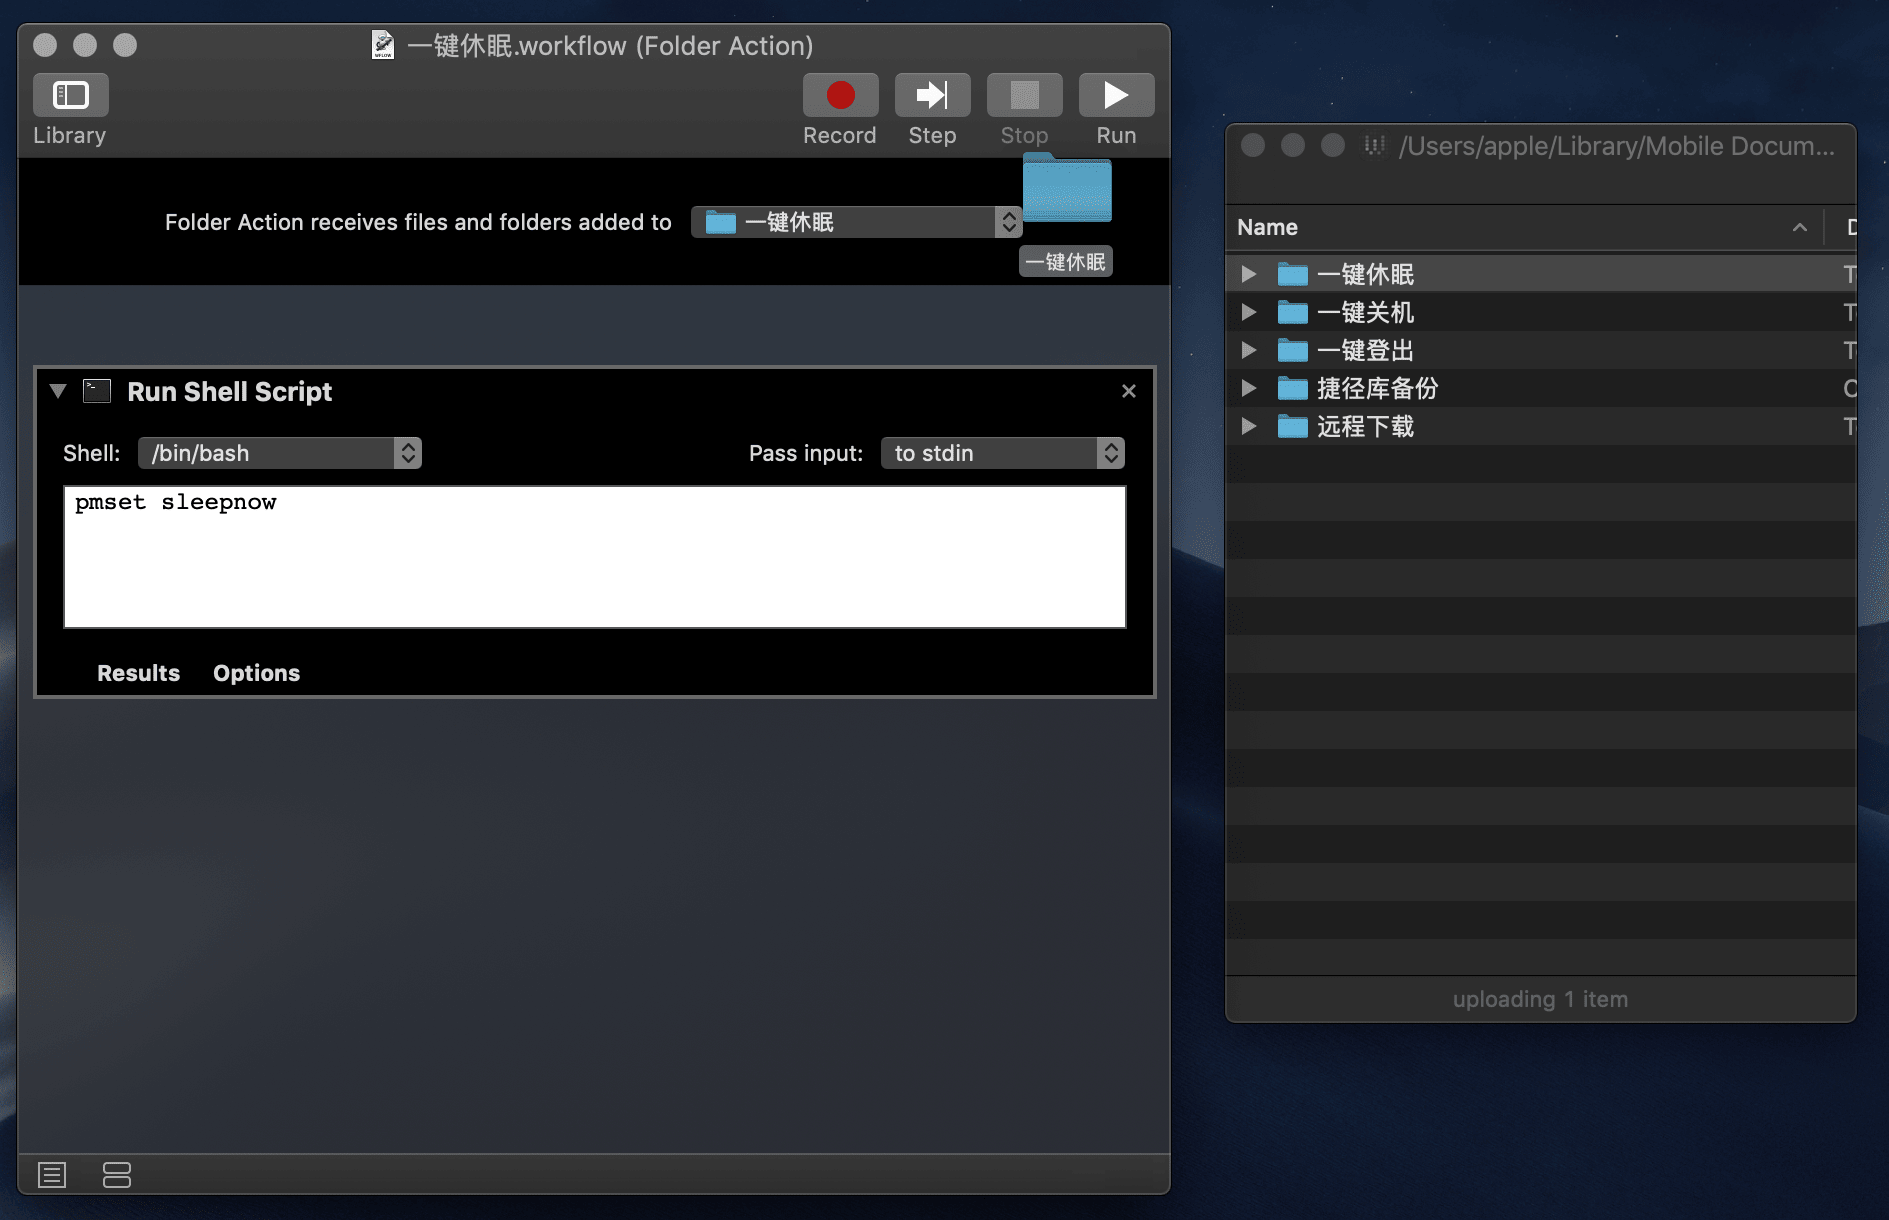 一键休眠.workflow (Folder Action)
Library
Record
Step
Stop
Run
Folder Action receives files and folders added to
一键休眠
一键休眠
Run Shell Script
Shell:
/bin/bash
Pass input:
to stdin
pmset sleepnow
Results
Options
/Users/apple/Library/Mobile Docum...
Name
一键休眠
一键关机
一键登出
捷径库备份
远程下载
uploading 1 item